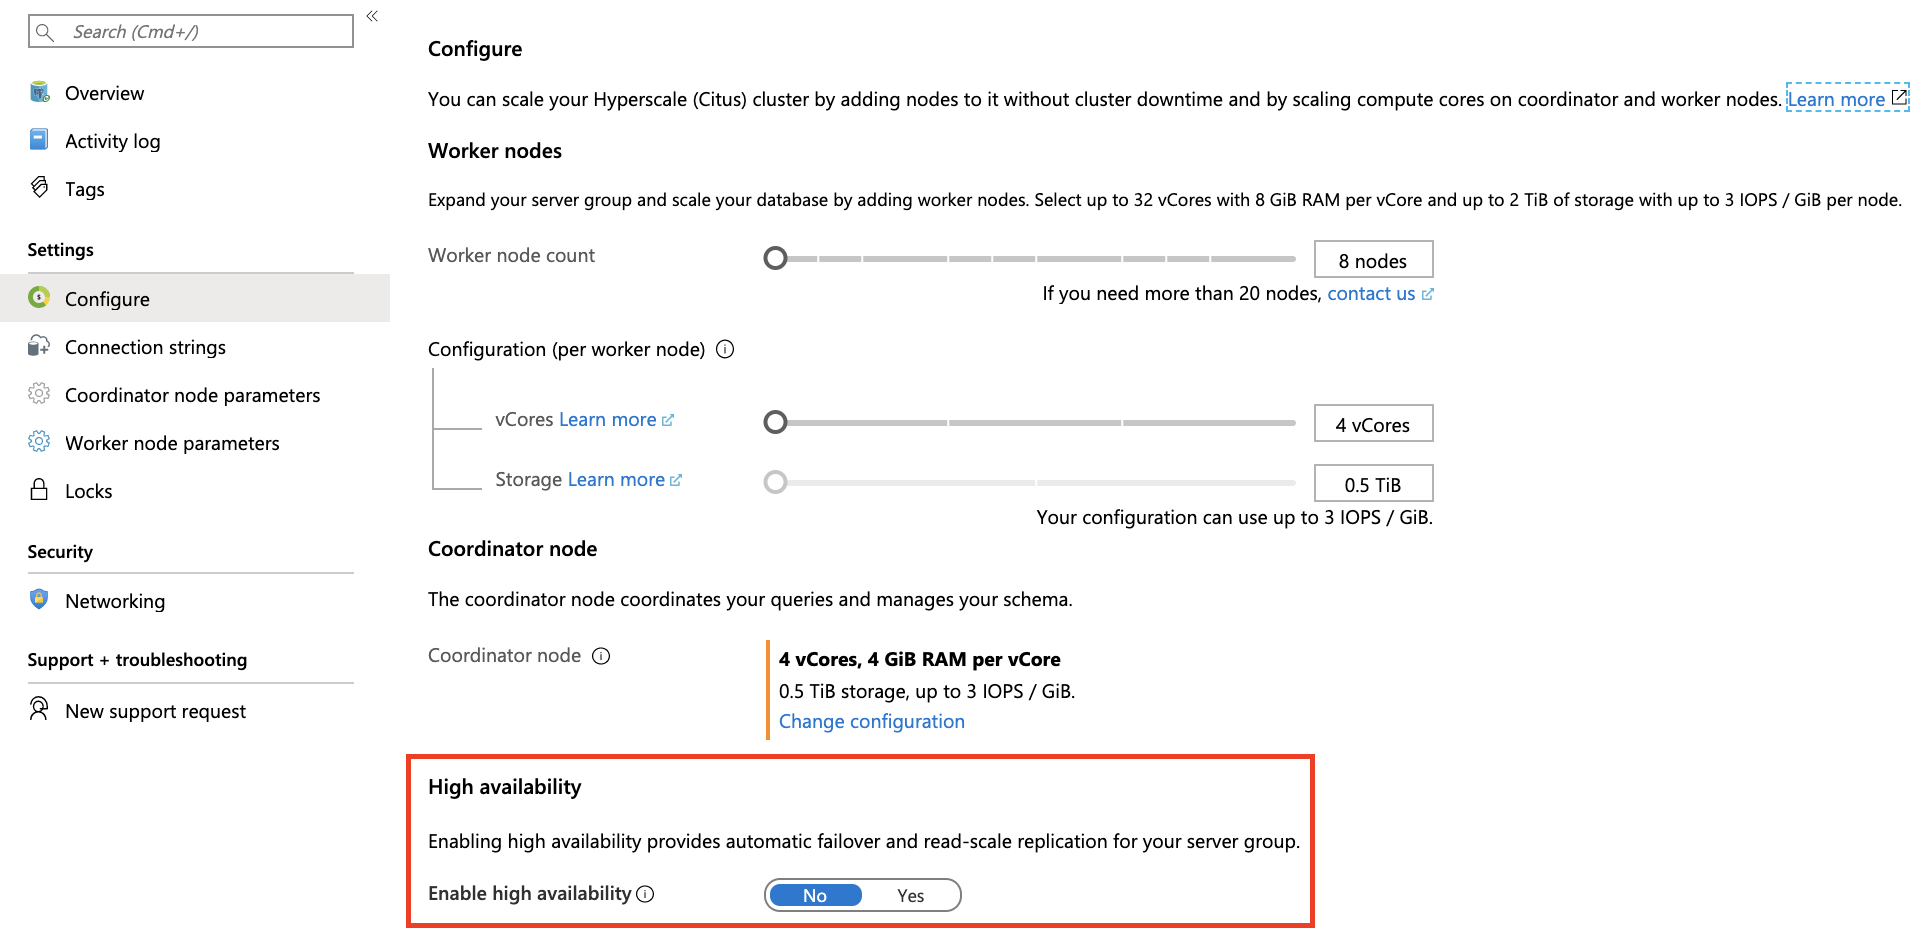 Search (Cmd+/)
«
Overview
Activity log
Tags
Settings
Configure
Connection strings
Coordinator node parameters
Worker node parameters
Locks
Security
Networking
Support + troubleshooting
New support request
Configure
You can scale your Hyperscale (Citus) cluster by adding nodes to it without cluster downtime and by scaling compute cores on coordinator and worker nodes. Learn more
Worker nodes
Expand your server group and scale your database by adding worker nodes. Select up to 32 vCores with 8 GiB RAM per vCore and up to 2 TiB of storage with up to 3 IOPS / GiB per node.
Worker node count
8 nodes
If you need more than 20 nodes, contact us
Configuration (per worker node)
vCores Learn more
4 vCores
Storage Learn more
0.5 TiB
Your configuration can use up to 3 IOPS / GiB.
Coordinator node
The coordinator node coordinates your queries and manages your schema.
Coordinator node
4 vCores, 4 GiB RAM per vCore
0.5 TiB storage, up to 3 IOPS / GiB.
Change configuration
High availability
Enabling high availability provides automatic failover and read-scale replication for your server group.
Enable high availability
No Yes